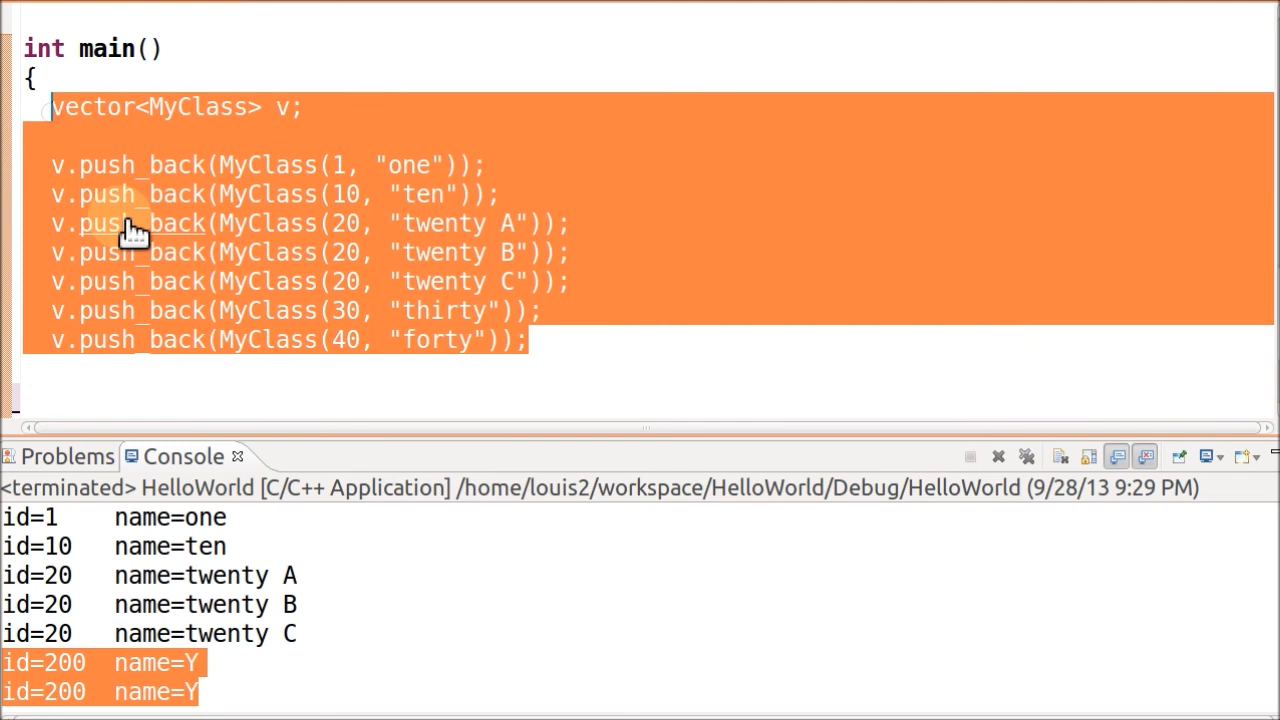 int main()
{
vector<MyClass> v;
v.push_back(MyClass(1, "one"));
v.push_back(MyClass(10, "ten"));
v.push_back(MyClass(20, "twenty A"));
v.push_back(MyClass(20, "twenty B"));
v.push_back(MyClass(20, "twenty C"));
v.push_back(MyClass(30, "thirty"));
v.push_back(MyClass(40, "forty"));
Problems Console
<terminated> HelloWorld [C/C++ Application] /home/louis2/workspace/HelloWorld/Debug/HelloWorld (9/28/13 9:29 PM)
id=1 name=one
id=10 name=ten
id=20 name=twenty A
id=20 name=twenty B
id=20 name=twenty C
id=200 name=Y
id=200 name=Y